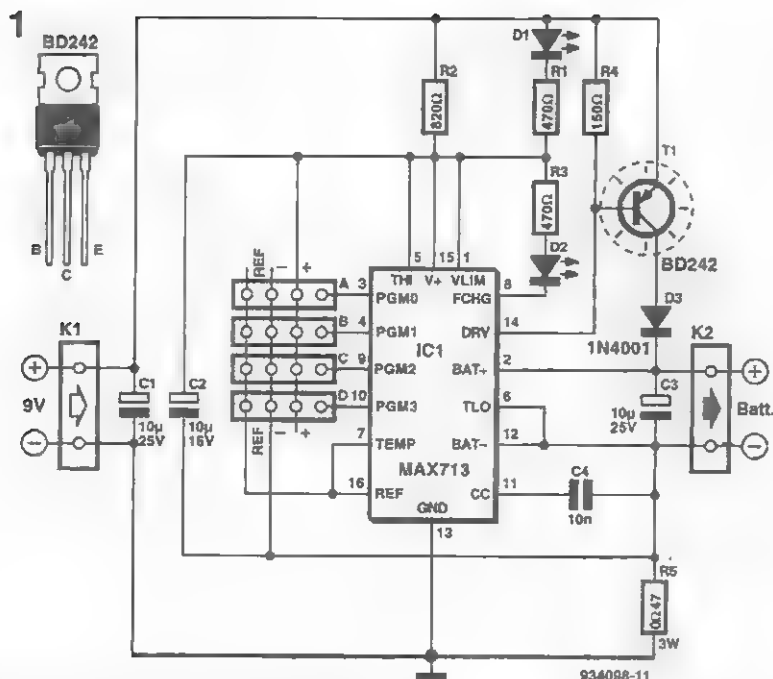 1
BD242
B
C
E
K1
9V
C1
10µ
25V
C2
10µ
16V
R2
820Ω
D1
R1
470Ω
R4
150Ω
R3
470Ω
D2
T1
BD242
D3
1N4001
K2
Batt.
C3
10µ
25V
C4
10n
R5
0Ω47
3W
REF
−
+
A 3
B 4
C 9
D 10
REF
−
+
5
15
1
THI
V+
VLIM
PGM0
PGM1
PGM2
PGM3
7
TEMP
16
REF
FCHG
8
DRV
14
BAT+
2
TLO
6
BAT−
12
CC
11
IC1
MAX713
GND
13
934098-11